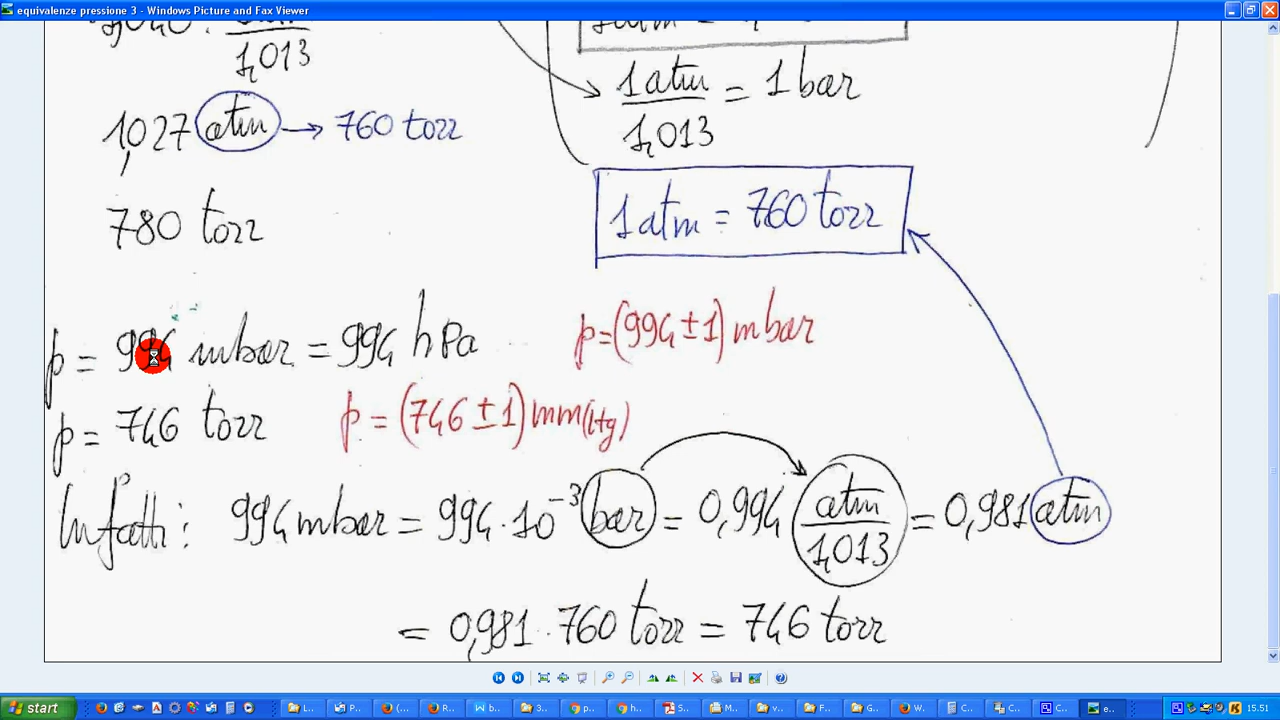 equivalenze pressione 3 - Windows Picture and Fax Viewer
1,013
1 atm / 1,013 = 1 bar
1,027 atm → 760 torr
780 torr
1 atm = 760 torr
p = 994 mbar = 994 hPa
p = (994 ± 1) mbar
p = 746 torr
p = (746 ± 1) mm(Hg)
Infatti: 994 mbar = 994 · 10⁻³ bar = 0,994 atm / 1,013 = 0,981 atm
= 0,981 · 760 torr = 746 torr
start
L...
P...
(...
R...
b...
3...
p...
h...
S...
M...
v...
F...
G...
W...
C...
C...
C...
e...
15.51